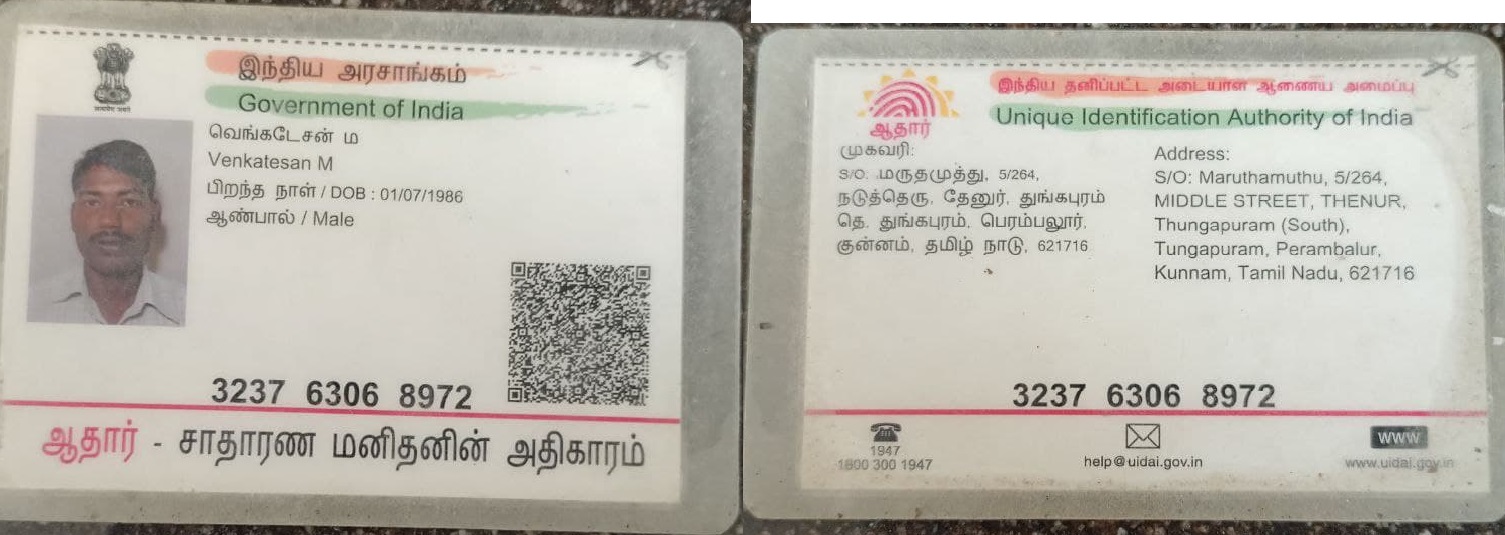 இந்திய அரசாங்கம்
Government of India
வெங்கடேசன் ம
Venkatesan M
பிறந்த நாள் / DOB : 01/07/1986
ஆண்பால் / Male
3237 6306 8972
ஆதார் - சாதாரண மனிதனின் அதிகாரம்
இந்திய தனிப்பட்ட அடையாள ஆணைய அமைப்பு
Unique Identification Authority of India
ஆதார்
முகவரி:
S/O: மருதமுத்து, 5/264,
நடுத்தெரு, தேனூர், துங்கபுரம்
தெ. துங்கபுரம், பெரம்பலூர்,
குன்னம், தமிழ் நாடு, 621716
Address:
S/O: Maruthamuthu, 5/264,
MIDDLE STREET, THENUR,
Thungapuram (South),
Tungapuram, Perambalur,
Kunnam, Tamil Nadu, 621716
3237 6306 8972
1947
1800 300 1947
help@uidai.gov.in
WWW
www.uidai.gov.in